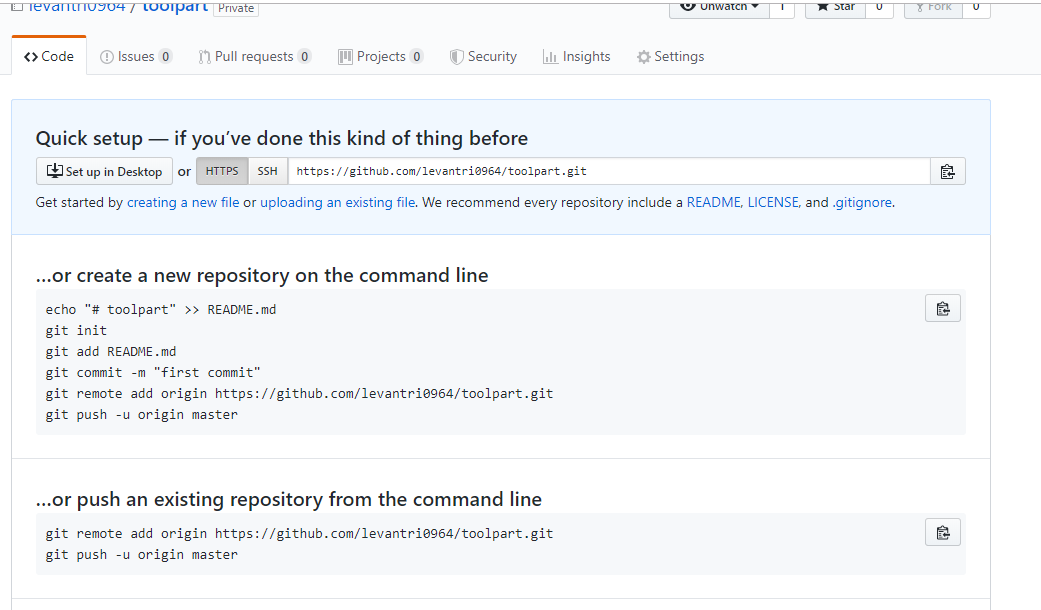 levantri0964 / toolpart Private
Unwatch 1 Star 0 Fork 0
Code Issues 0 Pull requests 0 Projects 0 Security Insights Settings
Quick setup — if you've done this kind of thing before
Set up in Desktop or HTTPS SSH https://github.com/levantri0964/toolpart.git
Get started by creating a new file or uploading an existing file. We recommend every repository include a README, LICENSE, and .gitignore.
...or create a new repository on the command line
echo "# toolpart" >> README.md
git init
git add README.md
git commit -m "first commit"
git remote add origin https://github.com/levantri0964/toolpart.git
git push -u origin master
...or push an existing repository from the command line
git remote add origin https://github.com/levantri0964/toolpart.git
git push -u origin master